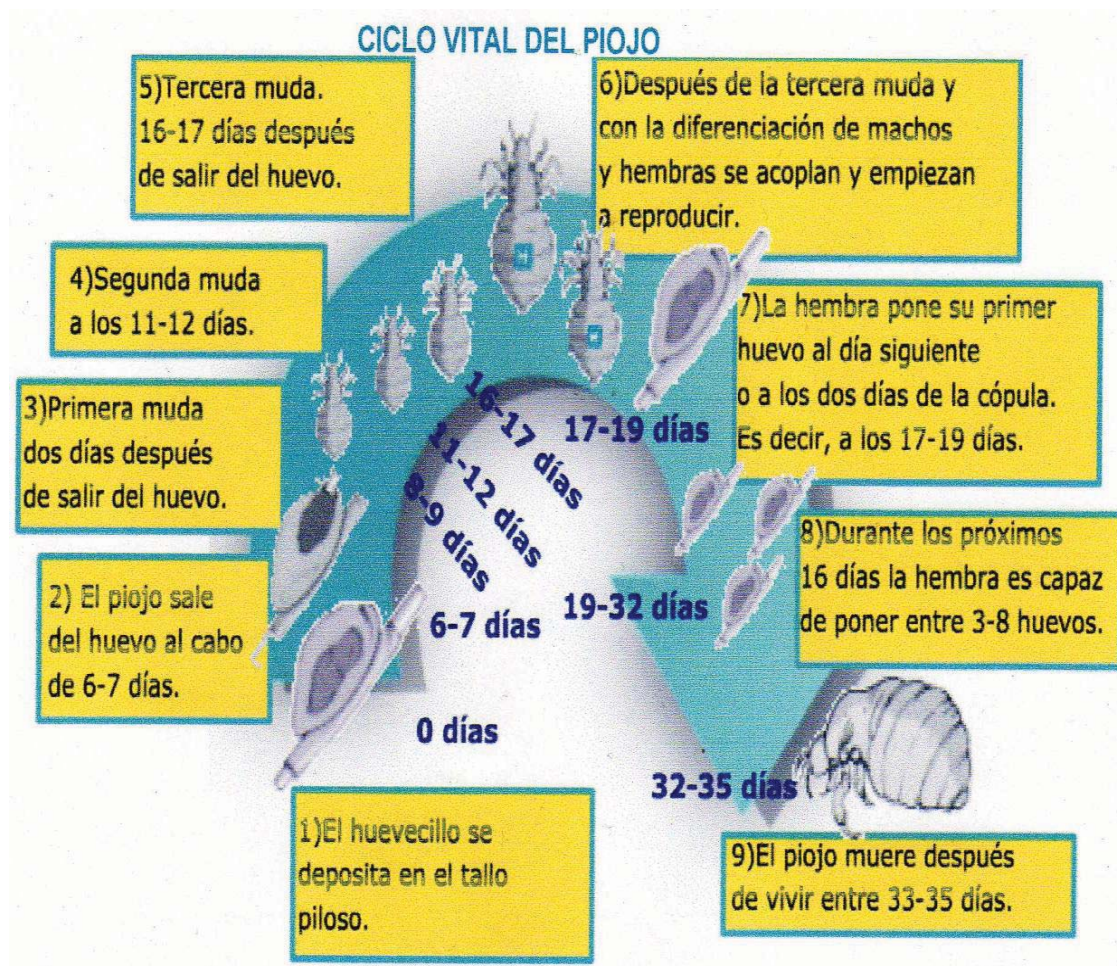 CICLO VITAL DEL PIOJO
1)El huevecillo se
deposita en el tallo
piloso.
2) El piojo sale
del huevo al cabo
de 6-7 días.
3)Primera muda
dos días después
de salir del huevo.
4)Segunda muda
a los 11-12 días.
5)Tercera muda.
16-17 días después
de salir del huevo.
6)Después de la tercera muda y
con la diferenciación de machos
y hembras se acoplan y empiezan
a reproducir.
7)La hembra pone su primer
huevo al día siguiente
o a los dos días de la cópula.
Es decir, a los 17-19 días.
8)Durante los próximos
16 días la hembra es capaz
de poner entre 3-8 huevos.
9)El piojo muere después
de vivir entre 33-35 días.
0 días
6-7 días
8-9 días
11-12 días
16-17 días
17-19 días
19-32 días
32-35 días